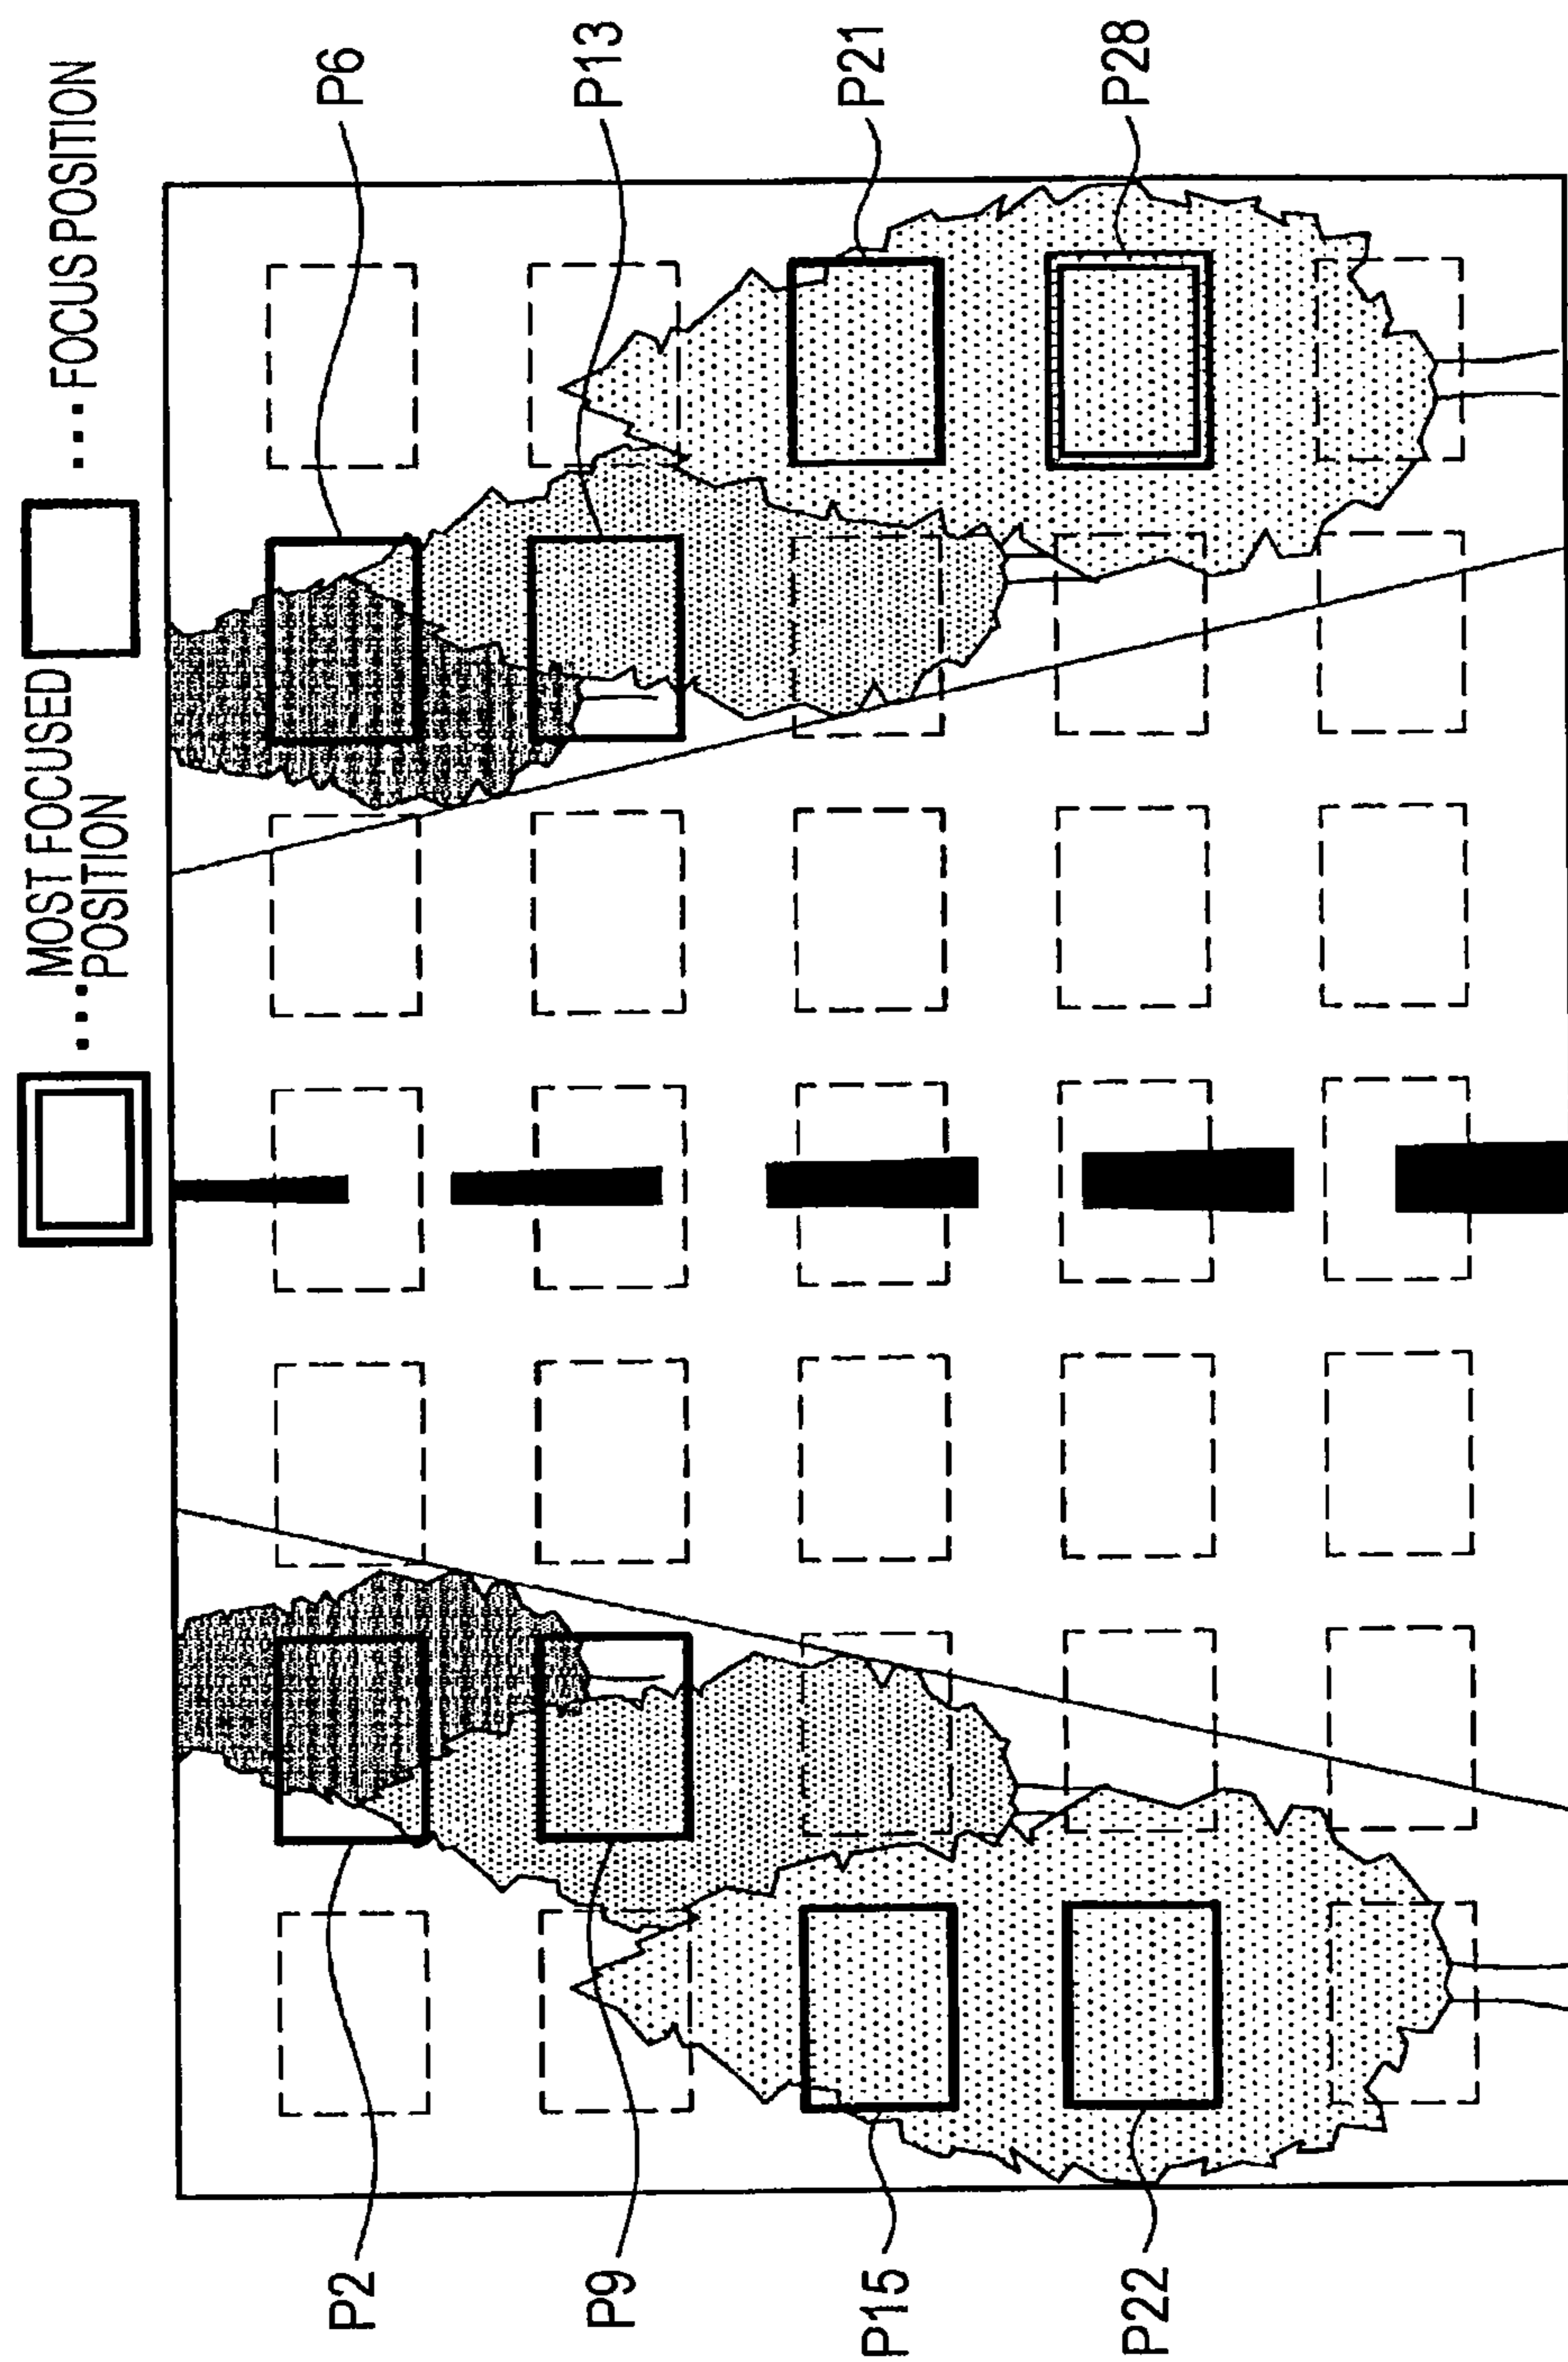 ... MOST FOCUSED
POSITION
... FOCUS POSITION
P2
P6
P9
P13
P15
P21
P22
P28